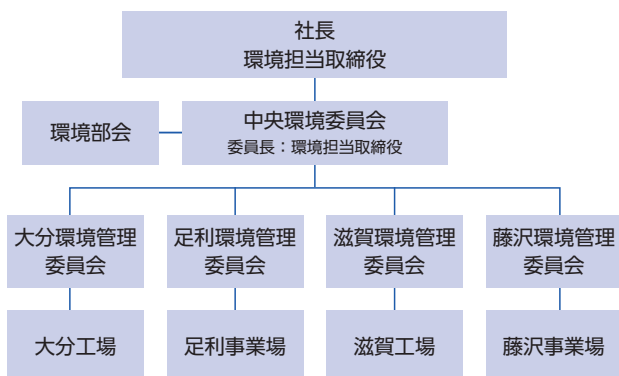 社長
環境担当取締役
環境部会
中央環境委員会
委員長：環境担当取締役
大分環境管理
委員会
足利環境管理
委員会
滋賀環境管理
委員会
藤沢環境管理
委員会
大分工場
足利事業場
滋賀工場
藤沢事業場